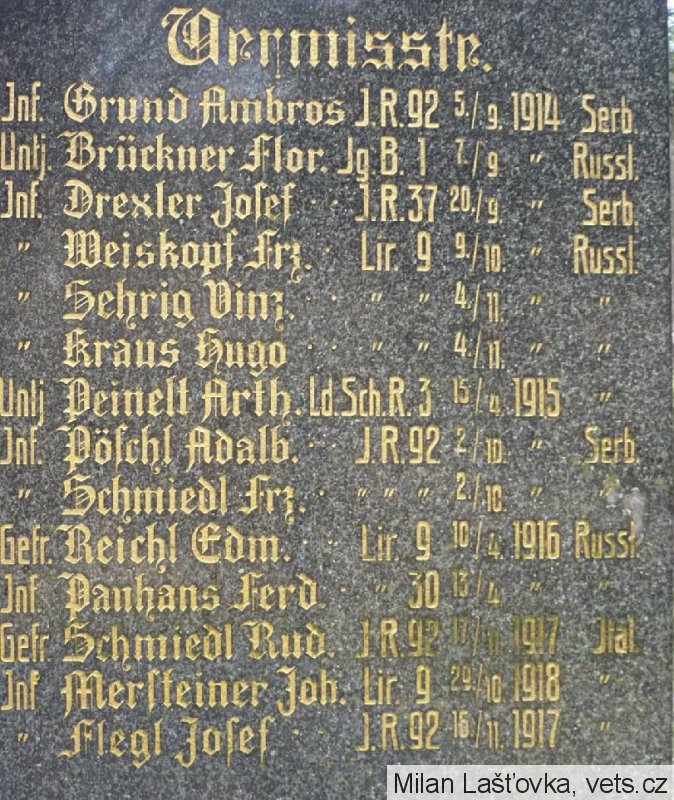 Vermisste.
Inf. Grund Ambros J.R. 92 5./9. 1914 Serb.
Untj. Brückner Flor. Jg.B. 1 7./9. " Russl.
Inf. Drexler Josef · · J.R. 37 20./9. " Serb.
" Weiskopf Frz. · Lir. 9 9./10. " Russl.
" Sehrig Vinz. · · " " 4./11. " "
" Kraus Hugo · " " 4./11. " "
Untj Peinelt Arth. Ld.Sch.R. 3 15/4. 1915 "
Inf. Pöschl Adalb. · · J.R. 92 2/10. " Serb.
" Schmiedl Frz. · " " " 2./10. " "
Gefr. Reichl Edm. · · Lir. 9 10/4. 1916 Russl.
Inf. Panhans Ferd. · " 30 13/4 " "
Gefr Schmiedl Rud. J.R. 92 /11. 1917 Ital.
Inf Mersteiner Joh. Lir. 9 29./10. 1918 "
" Flegl Josef · · J.R. 92 16/11. 1917 "
Milan Lašťovka, vets.cz